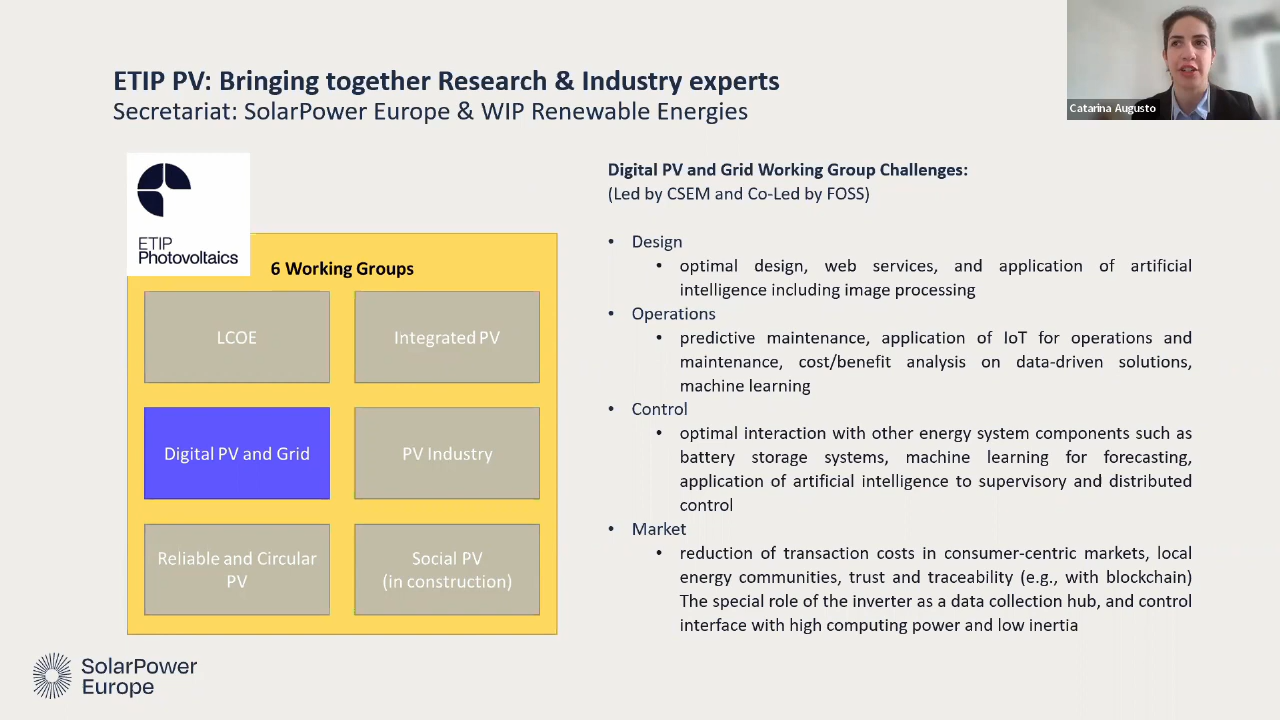 ETIP PV: Bringing together Research & Industry experts
Secretariat: SolarPower Europe & WIP Renewable Energies
Catarina Augusto
ETIP
Photovoltaics
6 Working Groups
LCOE
Integrated PV
Digital PV and Grid
PV Industry
Reliable and Circular
PV
Social PV
(in construction)
Digital PV and Grid Working Group Challenges:
(Led by CSEM and Co-Led by FOSS)
• Design
• optimal design, web services, and application of artificial
intelligence including image processing
• Operations
• predictive maintenance, application of IoT for operations and
maintenance, cost/benefit analysis on data-driven solutions,
machine learning
• Control
• optimal interaction with other energy system components such as
battery storage systems, machine learning for forecasting,
application of artificial intelligence to supervisory and distributed
control
• Market
• reduction of transaction costs in consumer-centric markets, local
energy communities, trust and traceability (e.g., with blockchain)
The special role of the inverter as a data collection hub, and control
interface with high computing power and low inertia
SolarPower
Europe